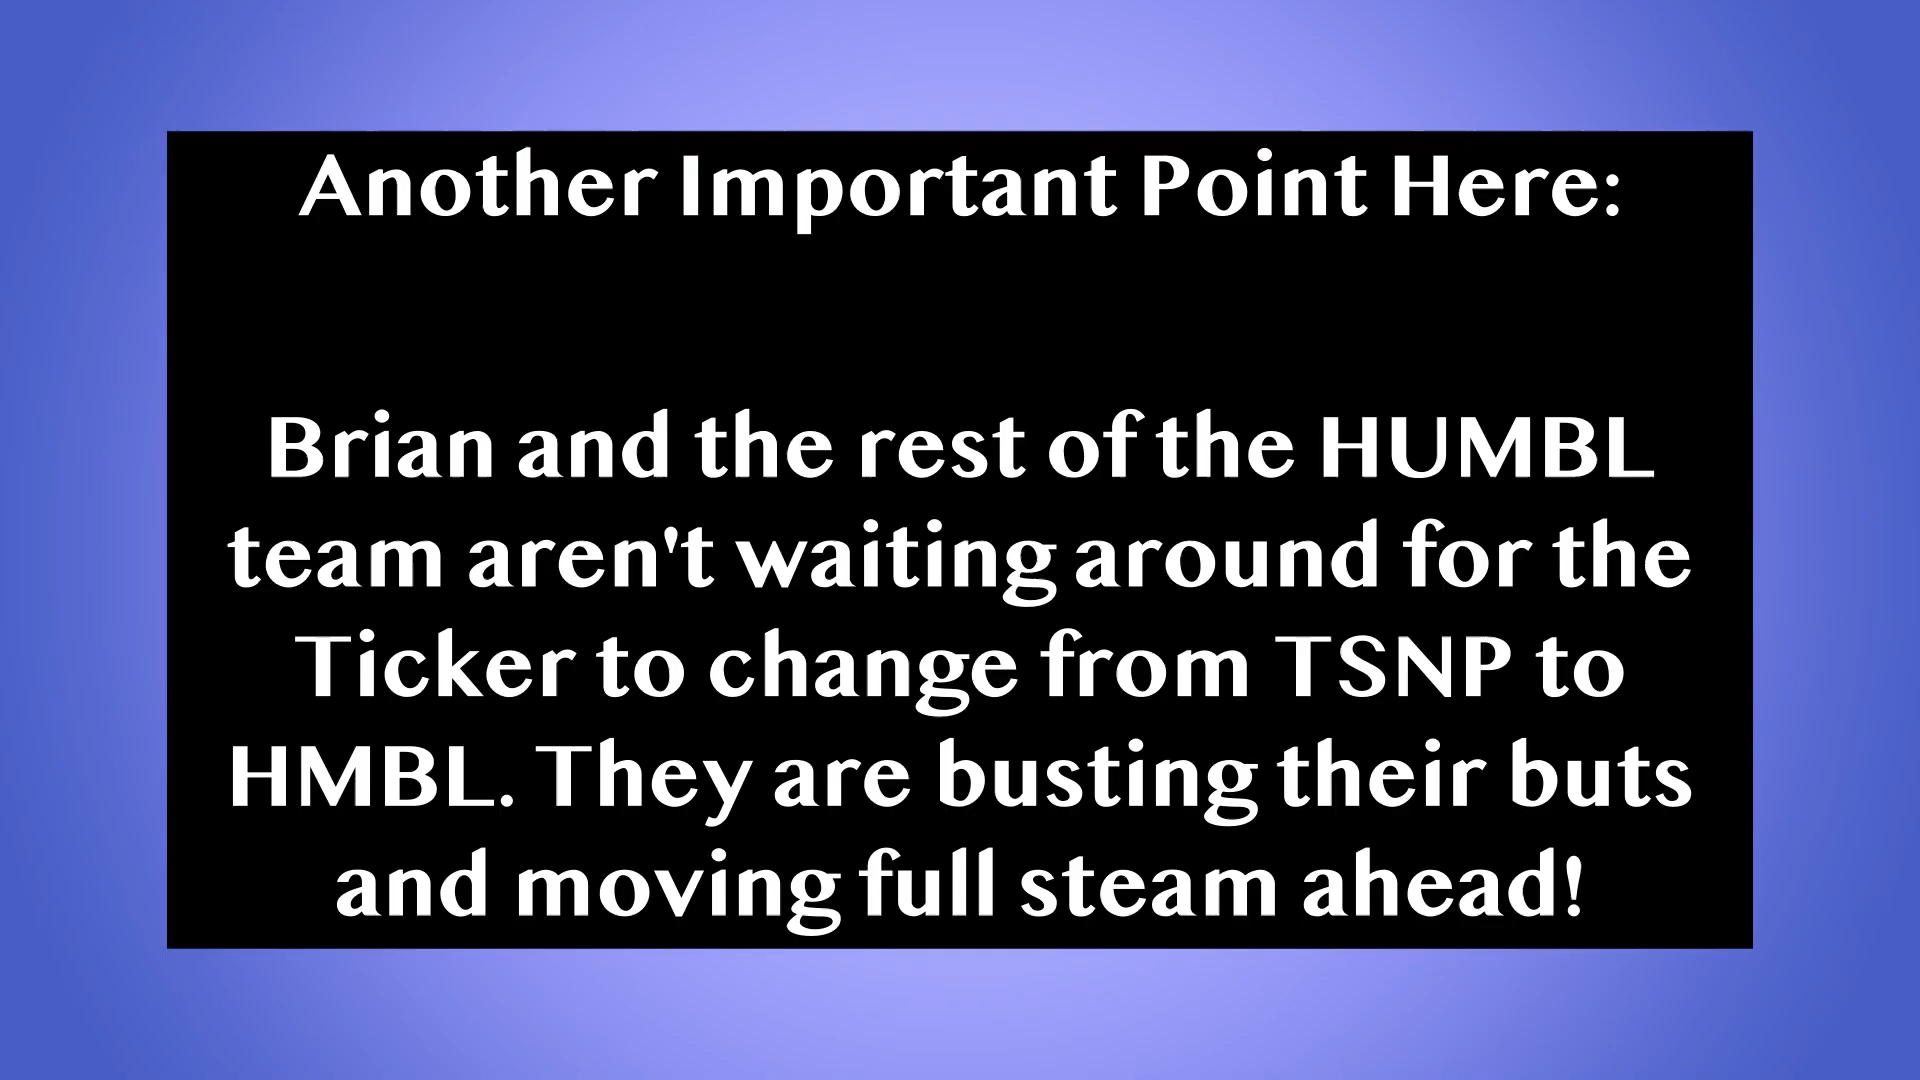 Another Important Point Here:
Brian and the rest of the HUMBL
team aren't waiting around for the
Ticker to change from TSNP to
HMBL. They are busting their buts
and moving full steam ahead!